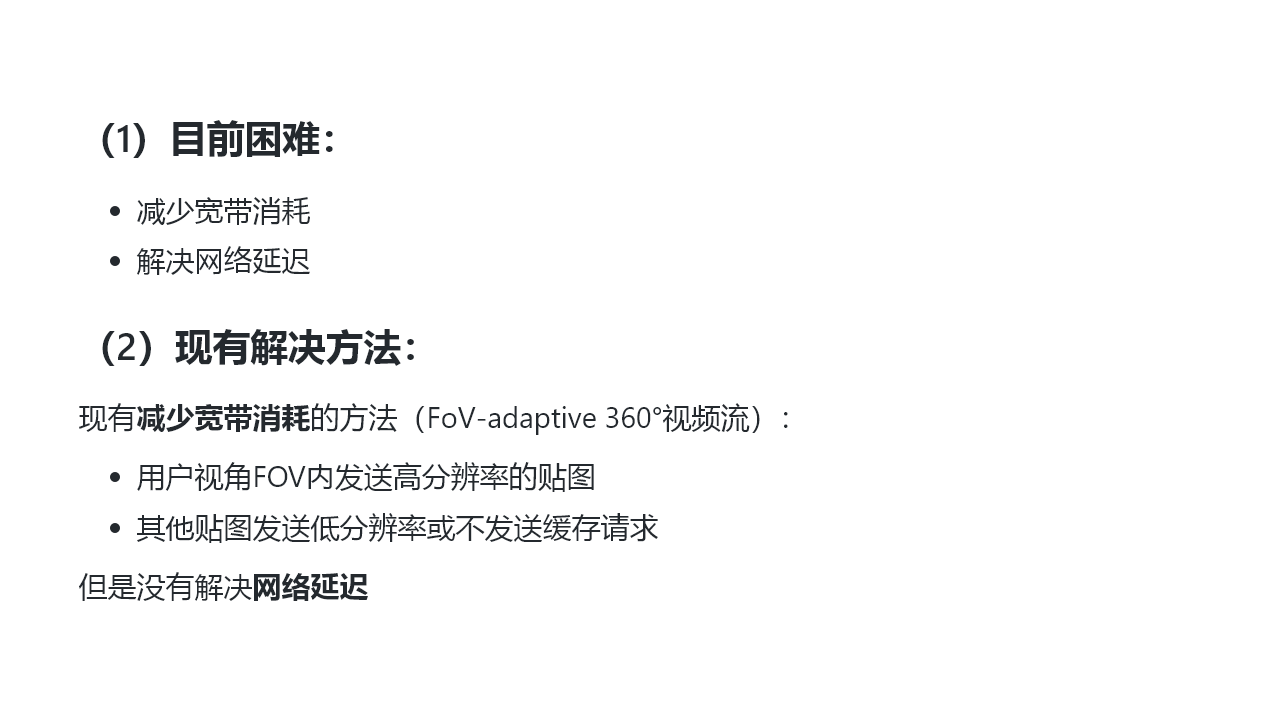 （1）目前困难：
减少宽带消耗
解决网络延迟
（2）现有解决方法：
现有减少宽带消耗的方法（FoV-adaptive 360°视频流）：
用户视角FOV内发送高分辨率的贴图
其他贴图发送低分辨率或不发送缓存请求
但是没有解决网络延迟